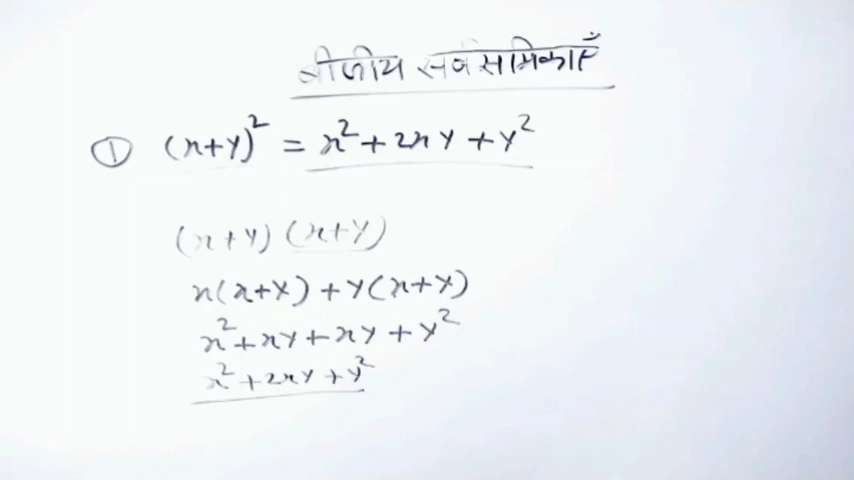 बीजीय सर्वसमिकाएँ
① (x+y)² = x²+2xy+y²
(x+y) (x+y)
x(x+y) +y(x+y)
x²+xy+xy+y²
x²+2xy+y²